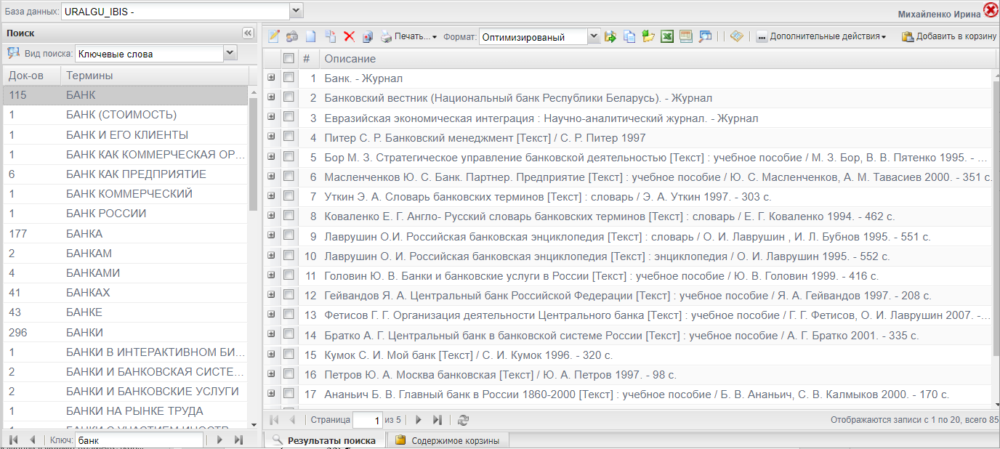 База данных: URALGU_IBIS -
Михайленко Ирина
Поиск
Вид поиска: Ключевые слова
Док-ов Термины
115 БАНК
1 БАНК (СТОИМОСТЬ)
1 БАНК И ЕГО КЛИЕНТЫ
1 БАНК КАК КОММЕРЧЕСКАЯ ОР...
6 БАНК КАК ПРЕДПРИЯТИЕ
1 БАНК КОММЕРЧЕСКИЙ
1 БАНК РОССИИ
177 БАНКА
2 БАНКАМ
4 БАНКАМИ
41 БАНКАХ
43 БАНКЕ
296 БАНКИ
1 БАНКИ В ИНТЕРАКТИВНОМ БИ...
2 БАНКИ И БАНКОВСКАЯ СИСТЕ...
2 БАНКИ И БАНКОВСКИЕ УСЛУГИ
1 БАНКИ НА РЫНКЕ ТРУДА
Ключ: банк
Печать... Формат: Оптимизированый Дополнительные действия Добавить в корзину
# Описание
1 Банк. - Журнал
2 Банковский вестник (Национальный банк Республики Беларусь). - Журнал
3 Евразийская экономическая интеграция : Научно-аналитический журнал. - Журнал
4 Питер С. Р. Банковский менеджмент [Текст] / С. Р. Питер 1997
5 Бор М. З. Стратегическое управление банковской деятельностью [Текст] : учебное пособие / М. З. Бор, В. В. Пятенко 1995. - ...
6 Масленченков Ю. С. Банк. Партнер. Предприятие [Текст] : учебное пособие / Ю. С. Масленченков, А. М. Тавасиев 2000. - 351 с.
7 Уткин Э. А. Словарь банковских терминов [Текст] : словарь / Э. А. Уткин 1997. - 303 с.
8 Коваленко Е. Г. Англо- Русский словарь банковских терминов [Текст] : словарь / Е. Г. Коваленко 1994. - 462 с.
9 Лаврушин О.И. Российская банковская энциклопедия [Текст] : словарь / О. И. Лаврушин , И. Л. Бубнов 1995. - 551 с.
10 Лаврушин О. И. Российская банковская энциклопедия [Текст] : энциклопедия / О. И. Лаврушин 1995. - 552 с.
11 Головин Ю. В. Банки и банковские услуги в России [Текст] : учебное пособие / Ю. В. Головин 1999. - 416 с.
12 Гейвандов Я. А. Центральный банк Российской Федерации [Текст] : учебное пособие / Я. А. Гейвандов 1997. - 208 с.
13 Фетисов Г. Г. Организация деятельности Центрального банка [Текст] : учебное пособие / Г. Г. Фетисов, О. И. Лаврушин 2007. -...
14 Братко А. Г. Центральный банк в банковской системе России [Текст] : учебное пособие / А. Г. Братко 2001. - 335 с.
15 Кумок С. И. Мой банк [Текст] / С. И. Кумок 1996. - 320 с.
16 Петров Ю. А. Москва банковская [Текст] / Ю. А. Петров 1997. - 98 с.
17 Ананьич Б. В. Главный банк в России 1860-2000 [Текст] : учебное пособие / Б. В. Ананьич, С. В. Калмыков 2000. - 170 с.
Страница 1 из 5 Отображаются записи с 1 по 20, всего 85
Результаты поиска Содержимое корзины